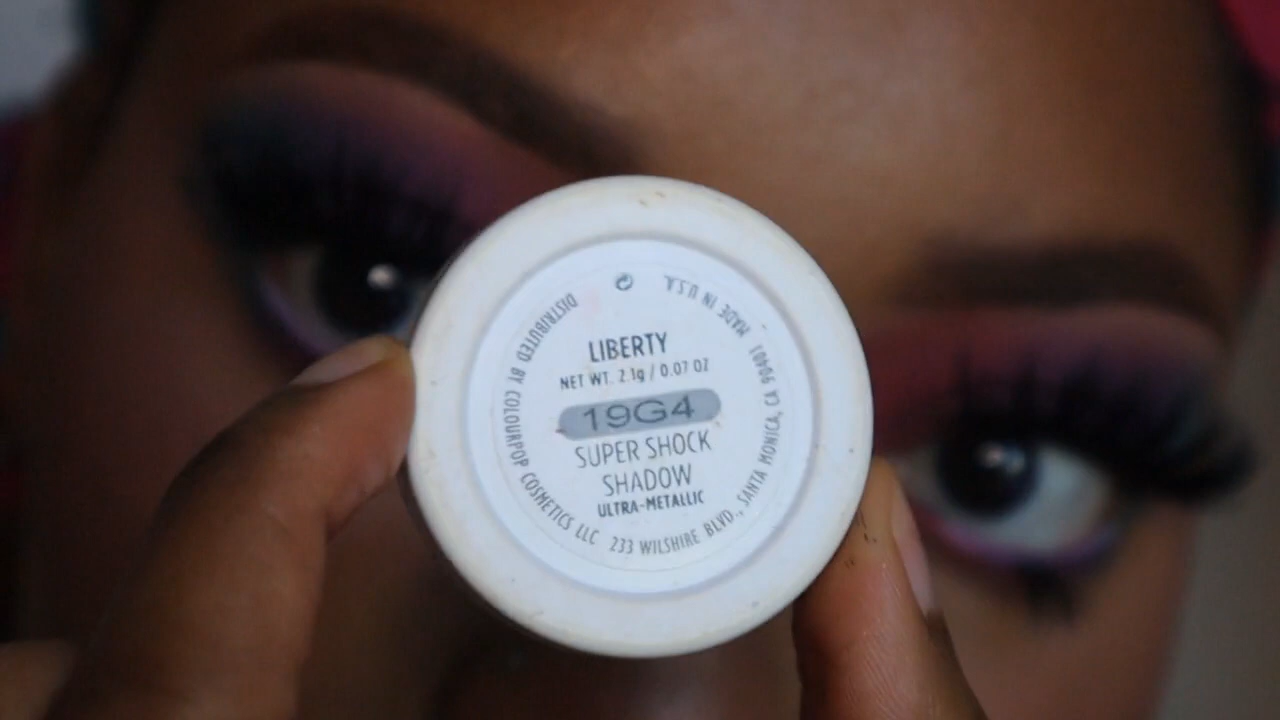 LIBERTY
NET WT. 2.1g / 0.07 OZ
19G4
SUPER SHOCK
SHADOW
ULTRA-METALLIC
DISTRIBUTED BY COLOURPOP COSMETICS LLC 233 WILSHIRE BLVD., SANTA MONICA, CA 90401 MADE IN U.S.A.